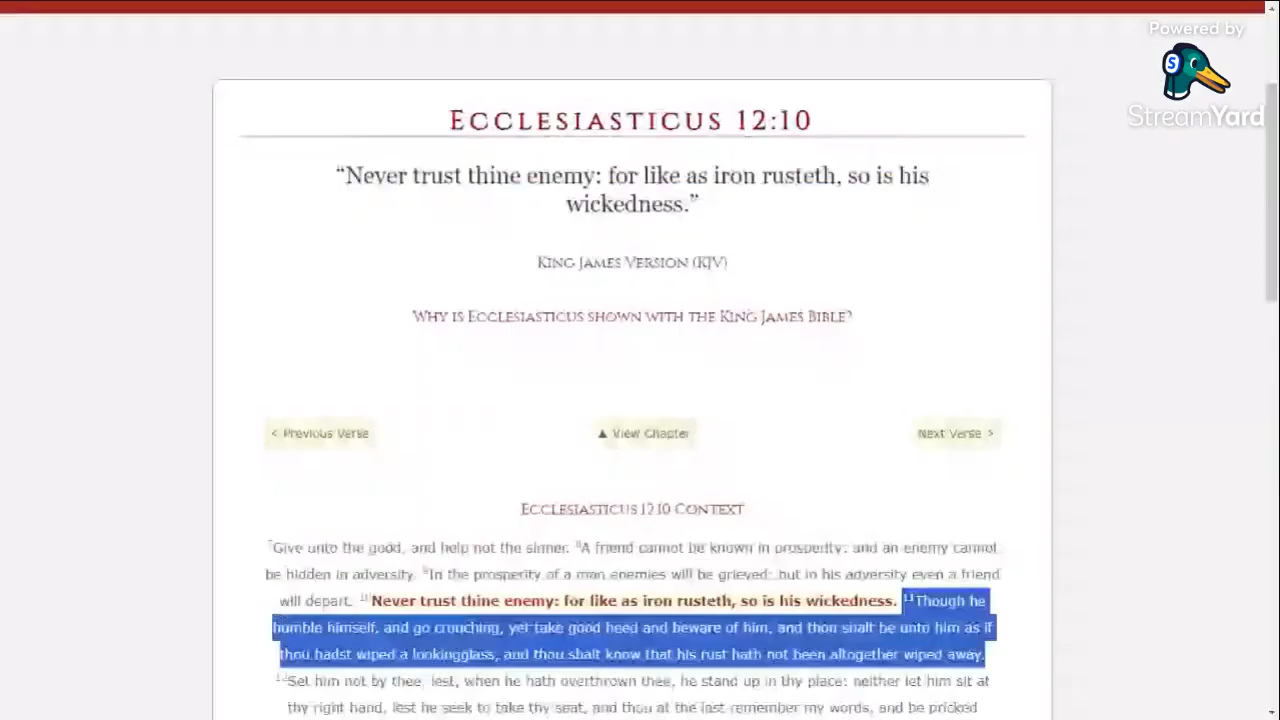 Powered by
StreamYard
ECCLESIASTICUS 12:10
“Never trust thine enemy: for like as iron rusteth, so is his
wickedness.”
KING JAMES VERSION (KJV)
WHY IS ECCLESIASTICUS SHOWN WITH THE KING JAMES BIBLE?
< Previous Verse
▲ View Chapter
Next Verse >
ECCLESIASTICUS 12:10 CONTEXT
7Give unto the good, and help not the sinner. 8A friend cannot be known in prosperity: and an enemy cannot
be hidden in adversity. 9In the prosperity of a man enemies will be grieved: but in his adversity even a friend
will depart. 10Never trust thine enemy: for like as iron rusteth, so is his wickedness. 11Though he
humble himself, and go crouching, yet take good heed and beware of him, and thou shalt be unto him as if
thou hadst wiped a lookingglass, and thou shalt know that his rust hath not been altogether wiped away.
12Set him not by thee, lest, when he hath overthrown thee, he stand up in thy place: neither let him sit at
thy right hand, lest he seek to take thy seat, and thou at the last remember my words, and be pricked